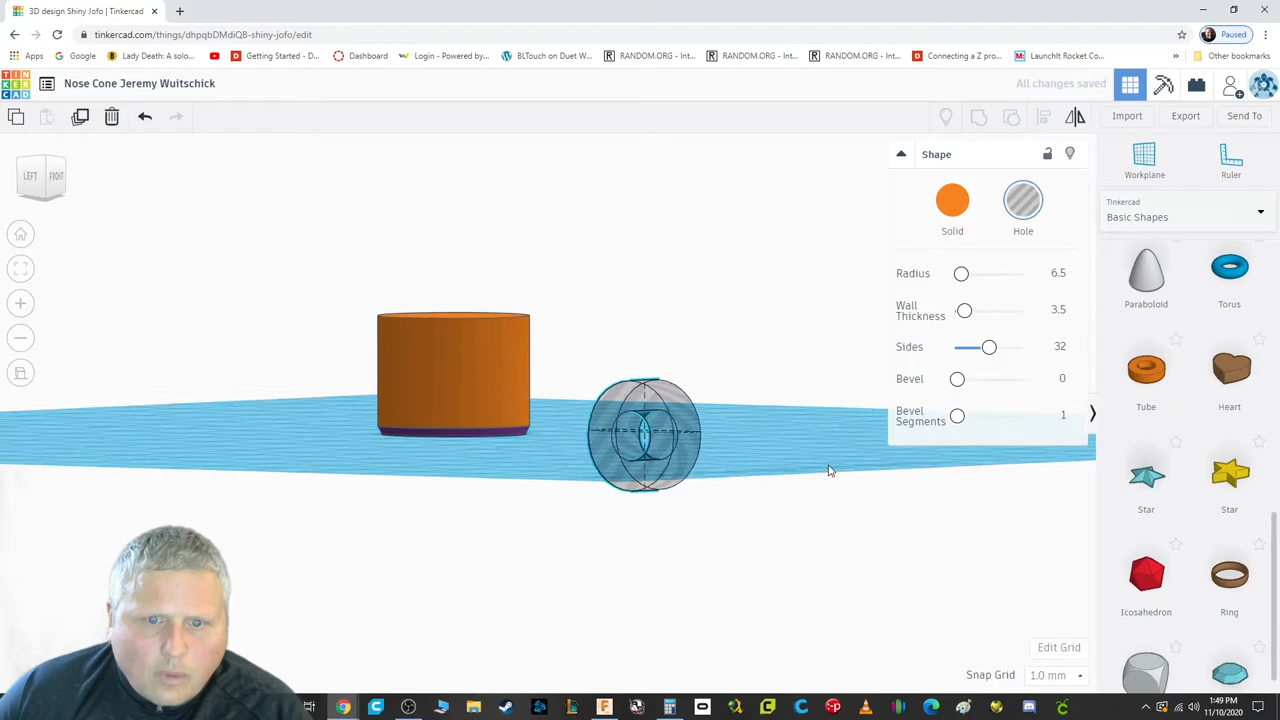 3D design Shiny Jofo | Tinkercad
tinkercad.com/things/dhpqbDMdiQB-shiny-jofo/edit
Paused
Apps
Google
Lady Death: A solo...
D
Getting Started - D...
Dashboard
Login - Powered by...
BiTouch on Duet W...
RANDOM.ORG - Int...
RANDOM.ORG - Int...
RANDOM.ORG - Int...
Connecting a Z pro...
LaunchIt Rocket Co...
Other bookmarks
TIN
KER
CAD
Nose Cone Jeremy Wuitschick
All changes saved
Import
Export
Send To
LEFT
FRONT
Shape
Solid
Hole
Radius
6.5
Wall
Thickness
3.5
Sides
32
Bevel
0
Bevel
Segments
1
Workplane
Ruler
Tinkercad
Basic Shapes
Paraboloid
Torus
Tube
Heart
Star
Star
Icosahedron
Ring
Edit Grid
Snap Grid
1.0 mm
1:49 PM
11/10/2020